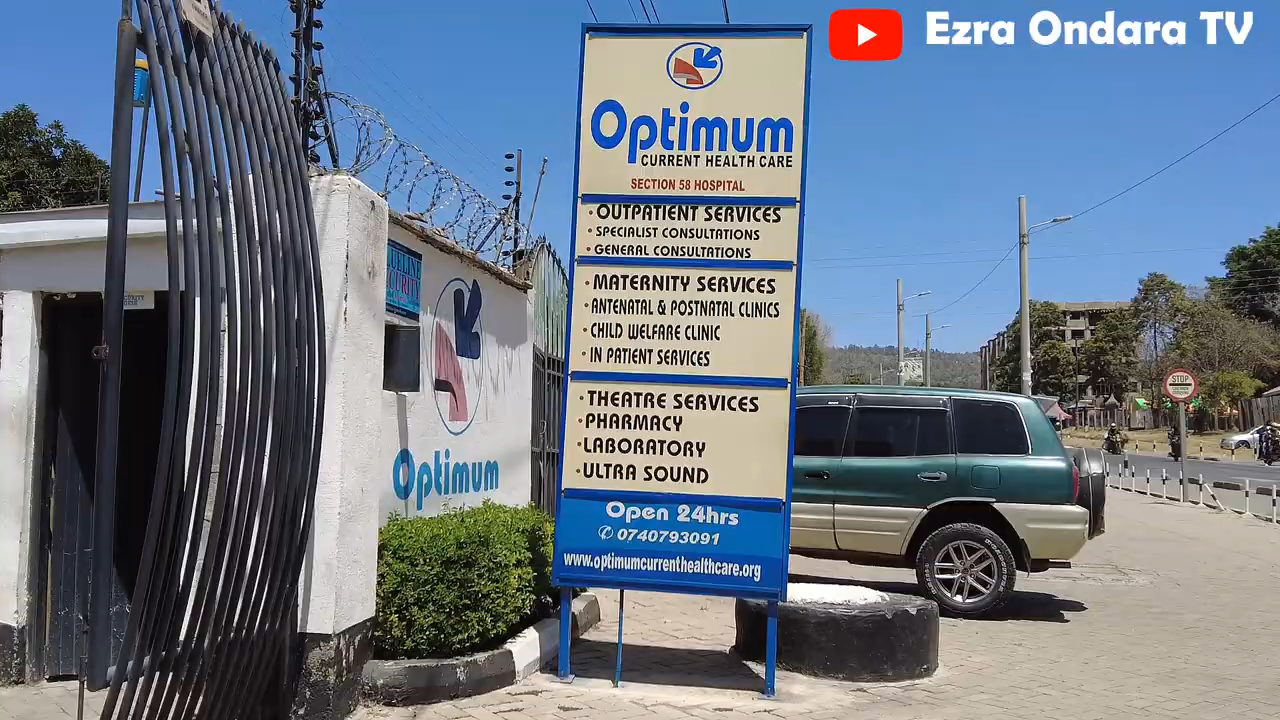 Ezra Ondara TV
Optimum
CURRENT HEALTH CARE
SECTION 58 HOSPITAL
• OUTPATIENT SERVICES
• SPECIALIST CONSULTATIONS
• GENERAL CONSULTATIONS
• MATERNITY SERVICES
• ANTENATAL & POSTNATAL CLINICS
• CHILD WELFARE CLINIC
• IN PATIENT SERVICES
• THEATRE SERVICES
• PHARMACY
• LABORATORY
• ULTRA SOUND
Open 24hrs
✆ 0740793091
www.optimumcurrenthealthcare.org
Optimum
STOP